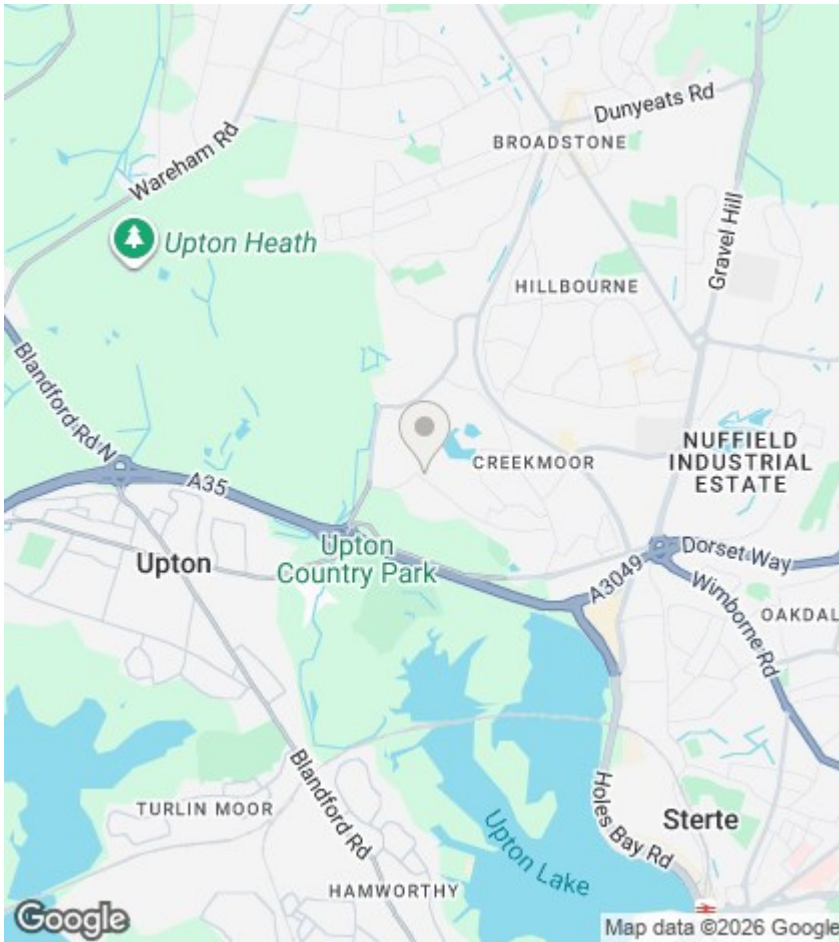 Dunyeats Rd
BROADSTONE
Wareham Rd
Upton Heath
Gravel Hill
HILLBOURNE
Blandford Rd N
NUFFIELD
INDUSTRIAL
ESTATE
CREEKMOOR
A35
Upton
Upton
Country Park
A3049
Dorset Way
Wimborne Rd
OAKDAL
Blandford Rd
TURLIN MOOR
Holes Bay Rd
Sterte
Upton Lake
HAMWORTHY
Google
Map data ©2026 Google